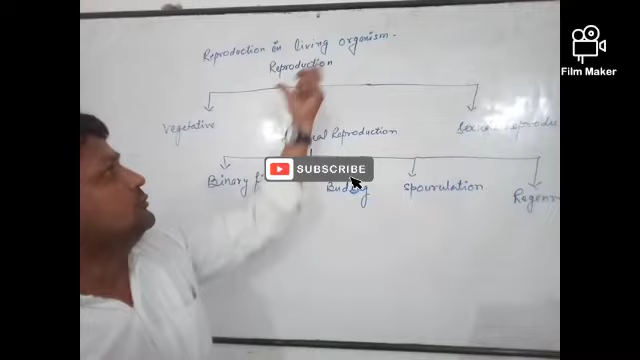 Reproduction in living organism.
Reproduction
Vegetative
Reproduction
Binary
Budding
Spourulation
SUBSCRIBE
Film Maker